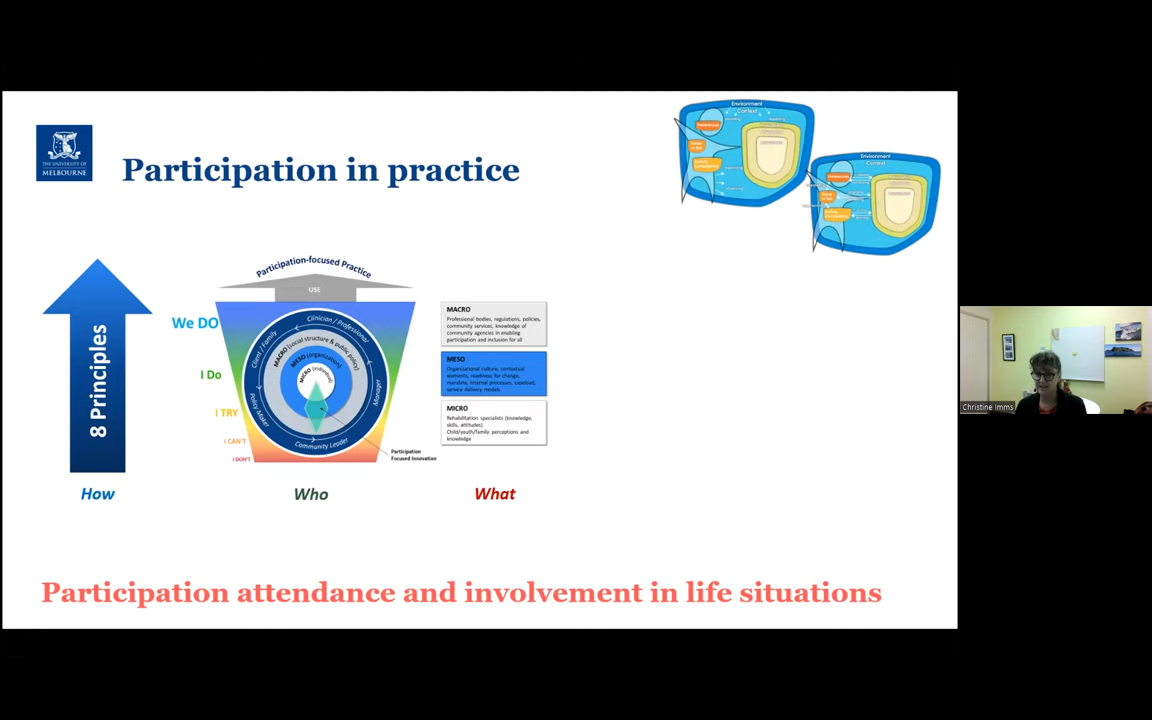 THE UNIVERSITY OF
MELBOURNE
Participation in practice
Environment
Context
Preferences
Environment
Context
Preferences
8 Principles
How
Participation-focused Practice
USE
We DO
I Do
I TRY
I CAN'T
I DON'T
Clinician / Professional
Manager
Community Leader
Policy Maker
Client / Family
MACRO (social structure & public policy)
MESO (organization)
MICRO (individual)
Participation
Focused Innovation
Who
MACRO
Professional bodies, regulations, policies,
community services, knowledge of
community agencies in enabling
participation and inclusion for all
MESO
Organizational culture, contextual
elements, readiness for change,
mandate, internal processes, caseload,
service delivery models
MICRO
Rehabilitation specialists (knowledge,
skills, attitudes)
Child/youth/family perceptions and
knowledge
What
Participation attendance and involvement in life situations
Christine Imms